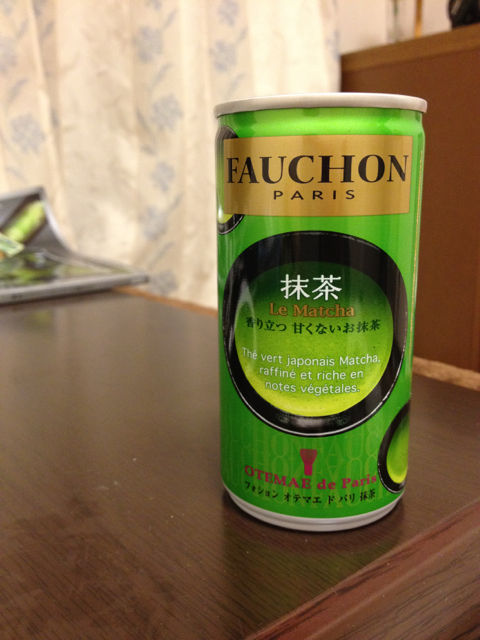 FAUCHON
PARIS
抹茶
Le Matcha
香り立つ 甘くないお抹茶
Thé vert japonais Matcha,
raffiné et riche en
notes végétales.
OTEMAE de Paris
フォション オテマエ ド パリ 抹茶